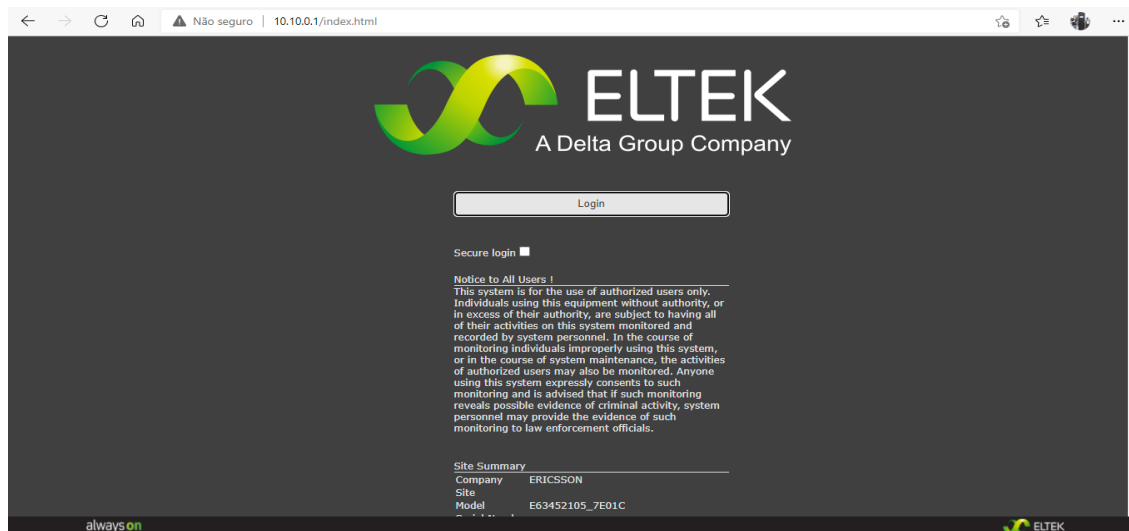 Não seguro | 10.10.0.1/index.html
ELTEK
A Delta Group Company
Login
Secure login
Notice to All Users !
This system is for the use of authorized users only.
Individuals using this equipment without authority, or
in excess of their authority, are subject to having all
of their activities on this system monitored and
recorded by system personnel. In the course of
monitoring individuals improperly using this system,
or in the course of system maintenance, the activities
of authorized users may also be monitored. Anyone
using this system expressly consents to such
monitoring and is advised that if such monitoring
reveals possible evidence of criminal activity, system
personnel may provide the evidence of such
monitoring to law enforcement officials.
Site Summary
Company ERICSSON
Site
Model E63452105_7E01C
always on
ELTEK